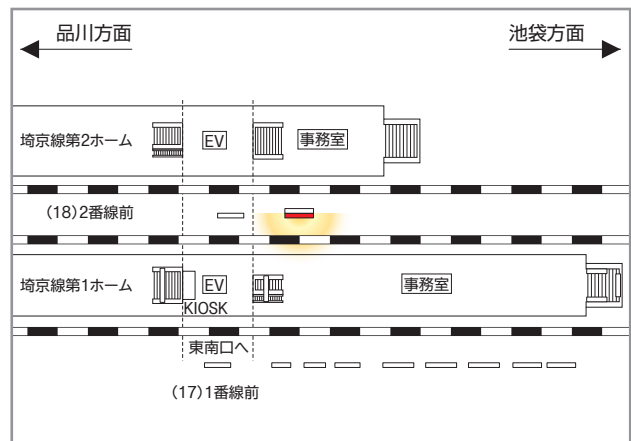 品川方面
池袋方面
埼京線第2ホーム
EV
事務室
(18)2番線前
埼京線第1ホーム
EV
事務室
KIOSK
東南口へ
(17)1番線前